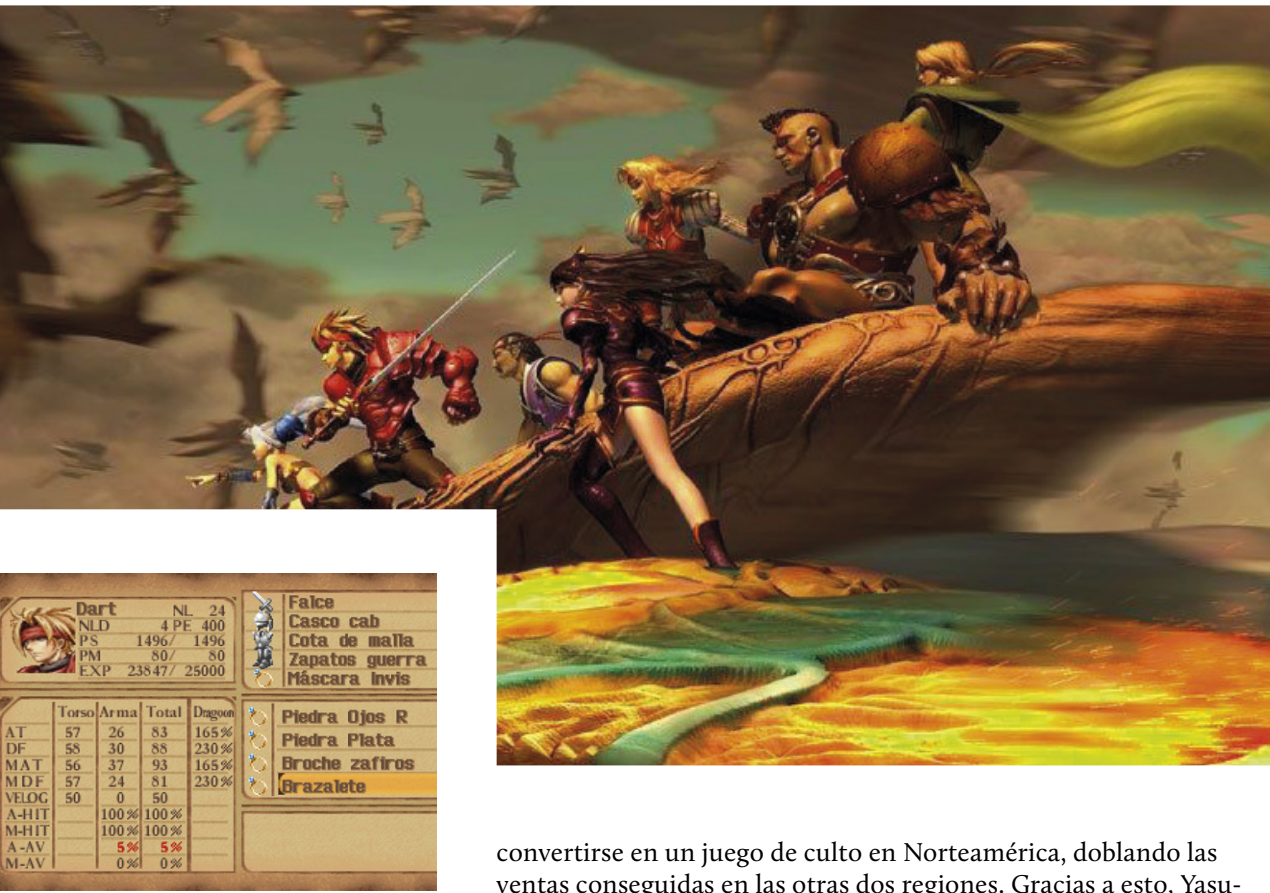 Dart NL 24
NLD 4 PE 400
PS 1496/ 1496
PM 80/ 80
EXP 23847/ 25000
Falce
Casco cab
Cota de malla
Zapatos guerra
Máscara Invis
Torso Arma Total Dragoon
AT 57 26 83 165%
DF 58 30 88 230%
MAT 56 37 93 165%
MDF 57 24 81 230%
VELOG 50 0 50
A-HIT 100% 100%
M-HIT 100% 100%
A-AV 5% 5%
M-AV 0% 0%
Piedra Ojos R
Piedra Plata
Broche zafiros
Brazalete
convertirse en un juego de culto en Norteamérica, doblando las
ventas conseguidas en las otras dos regiones. Gracias a esto, Yasu-